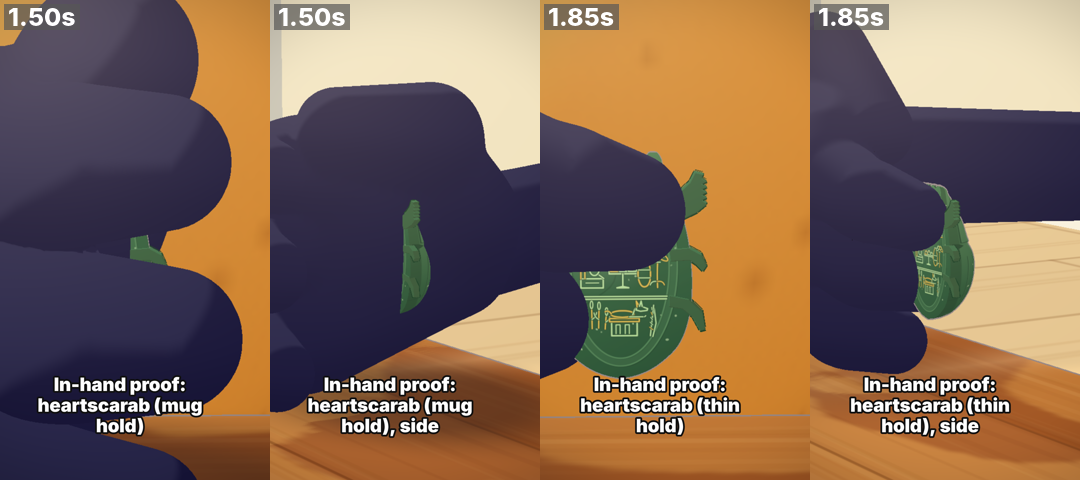 1.50s
In-hand proof:
heartscarab (mug
hold)
1.50s
In-hand proof:
heartscarab (mug
hold), side
1.85s
In-hand proof:
heartscarab (thin
hold)
1.85s
In-hand proof:
heartscarab (thin
hold), side